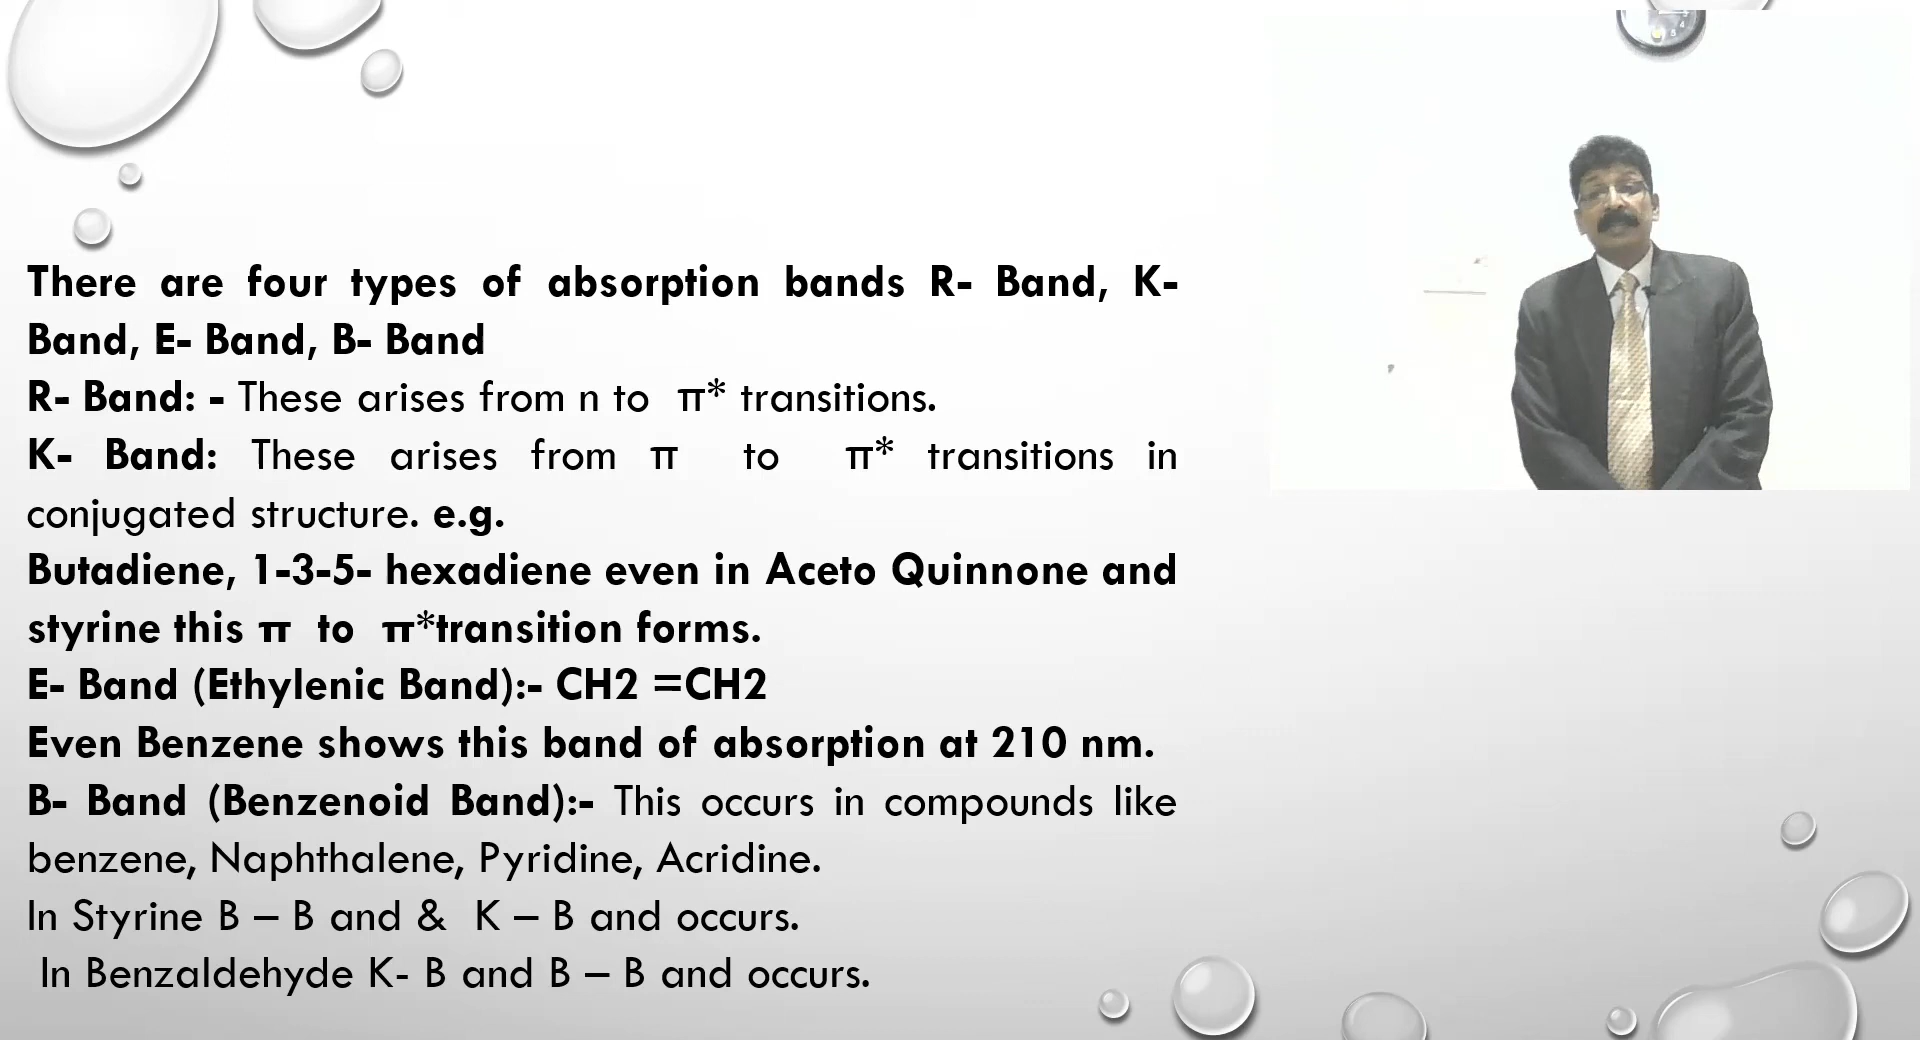 There are four types of absorption bands R- Band, K-
Band, E- Band, B- Band
R- Band: - These arises from n to π* transitions.
K- Band: These arises from π to π* transitions in
conjugated structure. e.g.
Butadiene, 1-3-5- hexadiene even in Aceto Quinnone and
styrine this π to π*transition forms.
E- Band (Ethylenic Band):- CH2 =CH2
Even Benzene shows this band of absorption at 210 nm.
B- Band (Benzenoid Band):- This occurs in compounds like
benzene, Naphthalene, Pyridine, Acridine.
In Styrine B – B and & K – B and occurs.
In Benzaldehyde K- B and B – B and occurs.